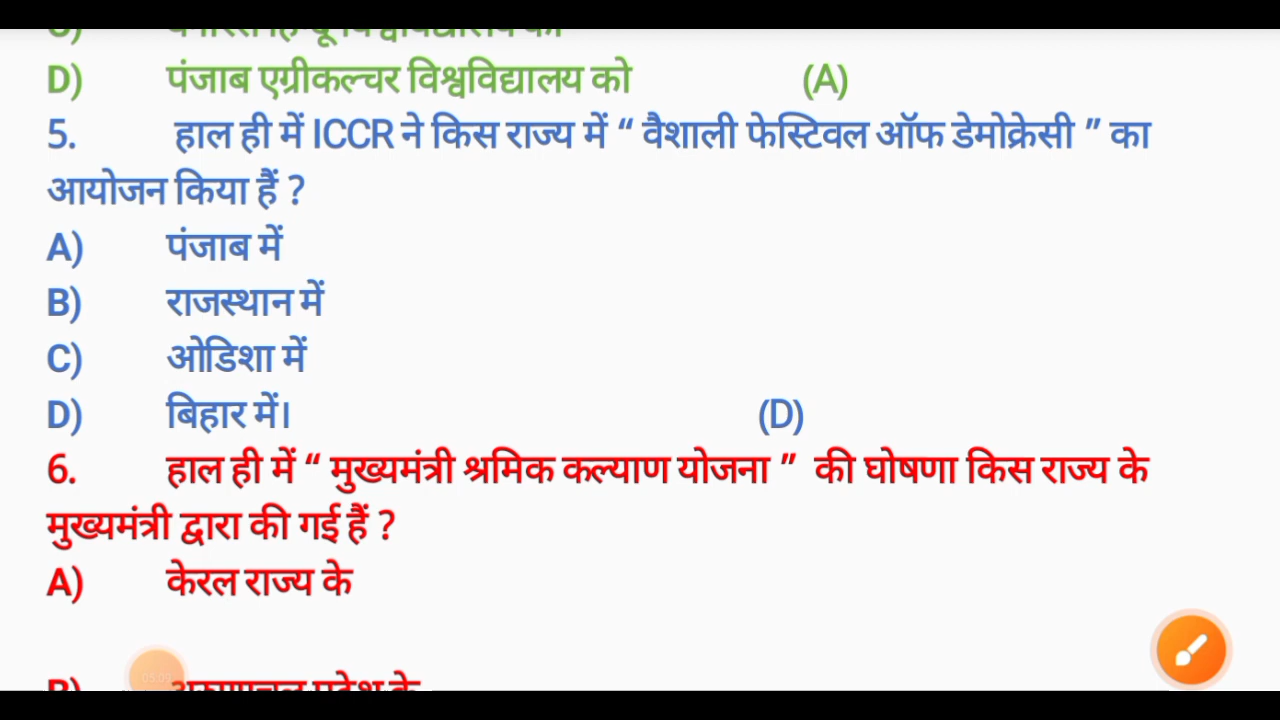 D) पंजाब एग्रीकल्चर विश्वविद्यालय को (A)
5. हाल ही में ICCR ने किस राज्य में “ वैशाली फेस्टिवल ऑफ डेमोक्रेसी ” का
आयोजन किया हैं ?
A) पंजाब में
B) राजस्थान में
C) ओडिशा में
D) बिहार में। (D)
6. हाल ही में “ मुख्यमंत्री श्रमिक कल्याण योजना ” की घोषणा किस राज्य के
मुख्यमंत्री द्वारा की गई हैं ?
A) केरल राज्य के